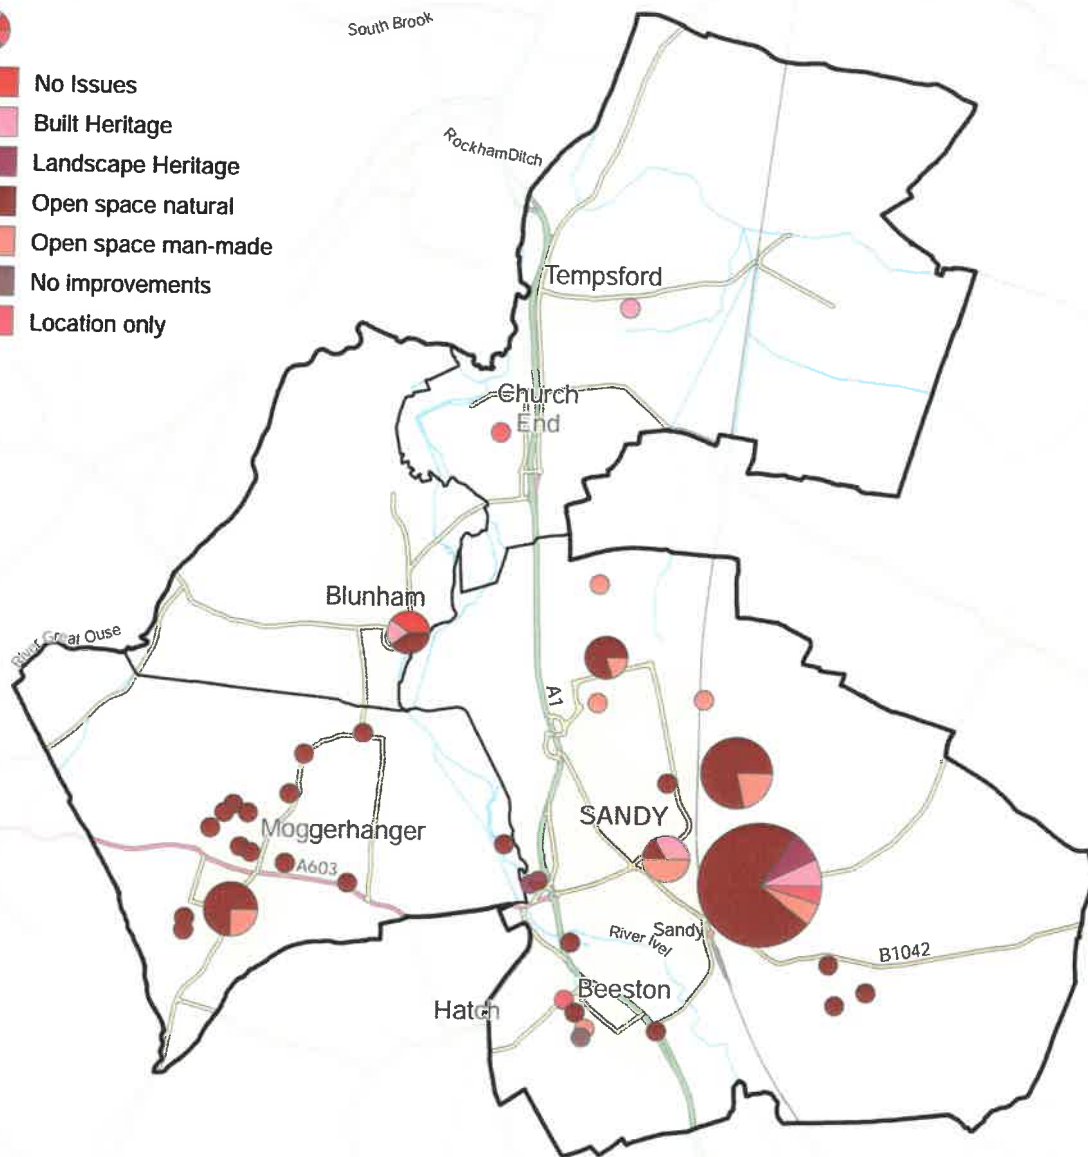 South Brook
No Issues
Built Heritage
Landscape Heritage
Open space natural
Open space man-made
No improvements
Location only
RockhamDitch
Tempsford
Church
End
Blunham
River Great Ouse
A1
SANDY
Moggerhanger
A603
River Ivel
Sandy
B1042
Beeston
Hatch